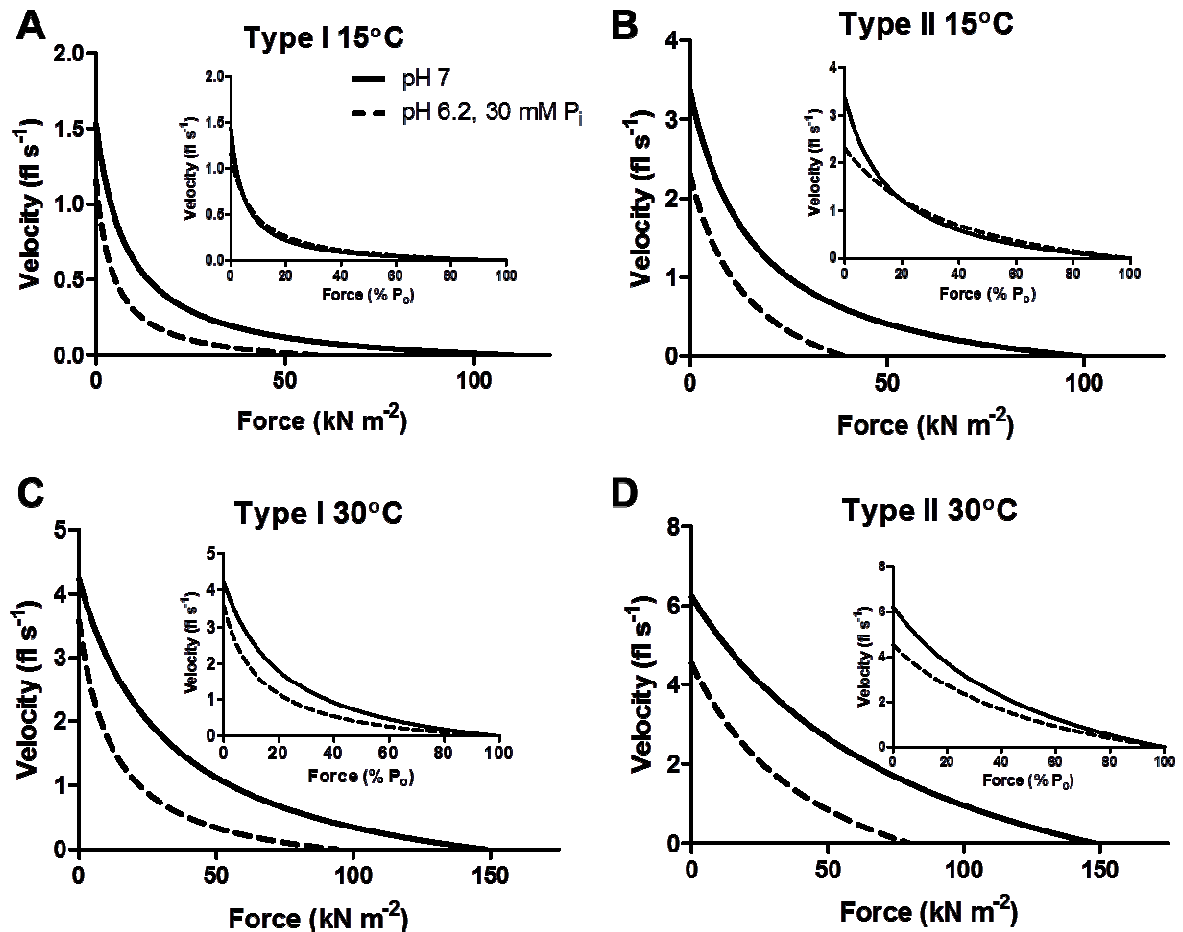 A
Type I 15°C
pH 7
pH 6.2, 30 mM Pi
2.0
1.5
1.0
0.5
0.0
Velocity (fl s-1)
0 50 100
Force (kN m-2)
2.0
1.5
1.0
0.5
0.0
Velocity (fl s-1)
0 20 40 60 80 100
Force (% Po)
B
Type II 15°C
4
3
2
1
0
Velocity (fl s-1)
0 50 100
Force (kN m-2)
4
3
2
1
0
Velocity (fl s-1)
0 20 40 60 80 100
Force (% Po)
C
Type I 30°C
5
4
3
2
1
0
Velocity (fl s-1)
0 50 100 150
Force (kN m-2)
5
4
3
2
1
0
Velocity (fl s-1)
0 20 40 60 80 100
Force (% Po)
D
Type II 30°C
8
6
4
2
0
Velocity (fl s-1)
0 50 100 150
Force (kN m-2)
8
6
4
2
0
Velocity (fl s-1)
0 20 40 60 80 100
Force (% Po)